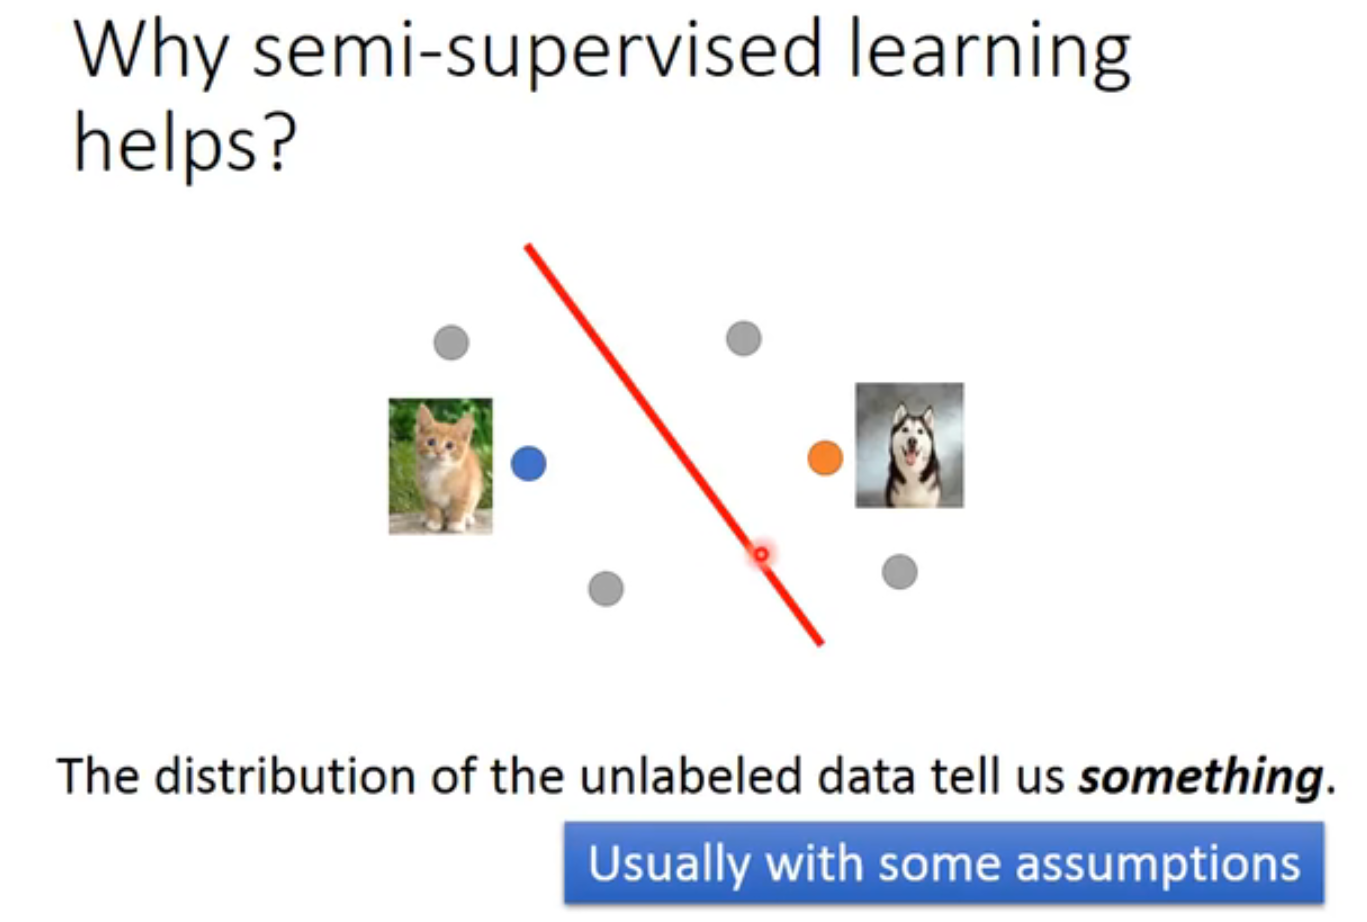 Why semi-supervised learning
helps?
The distribution of the unlabeled data tell us something.
Usually with some assumptions